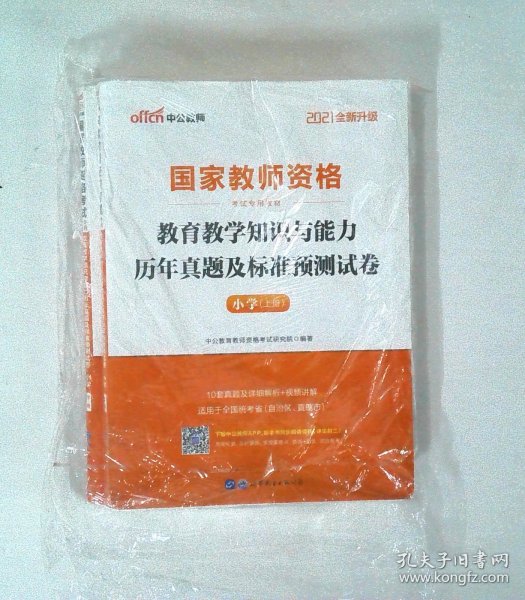 offcn 中公教师
2021 全新升级
国家教师资格
考试专用教材
教育教学知识与能力
历年真题及标准预测试卷
小学(上册)
中公教育教师资格考试研究院 编著
10套真题及详细解析+视频讲解
适用于全国统考省(自治区、直辖市)
孔夫子旧书网
www.kongfz.com